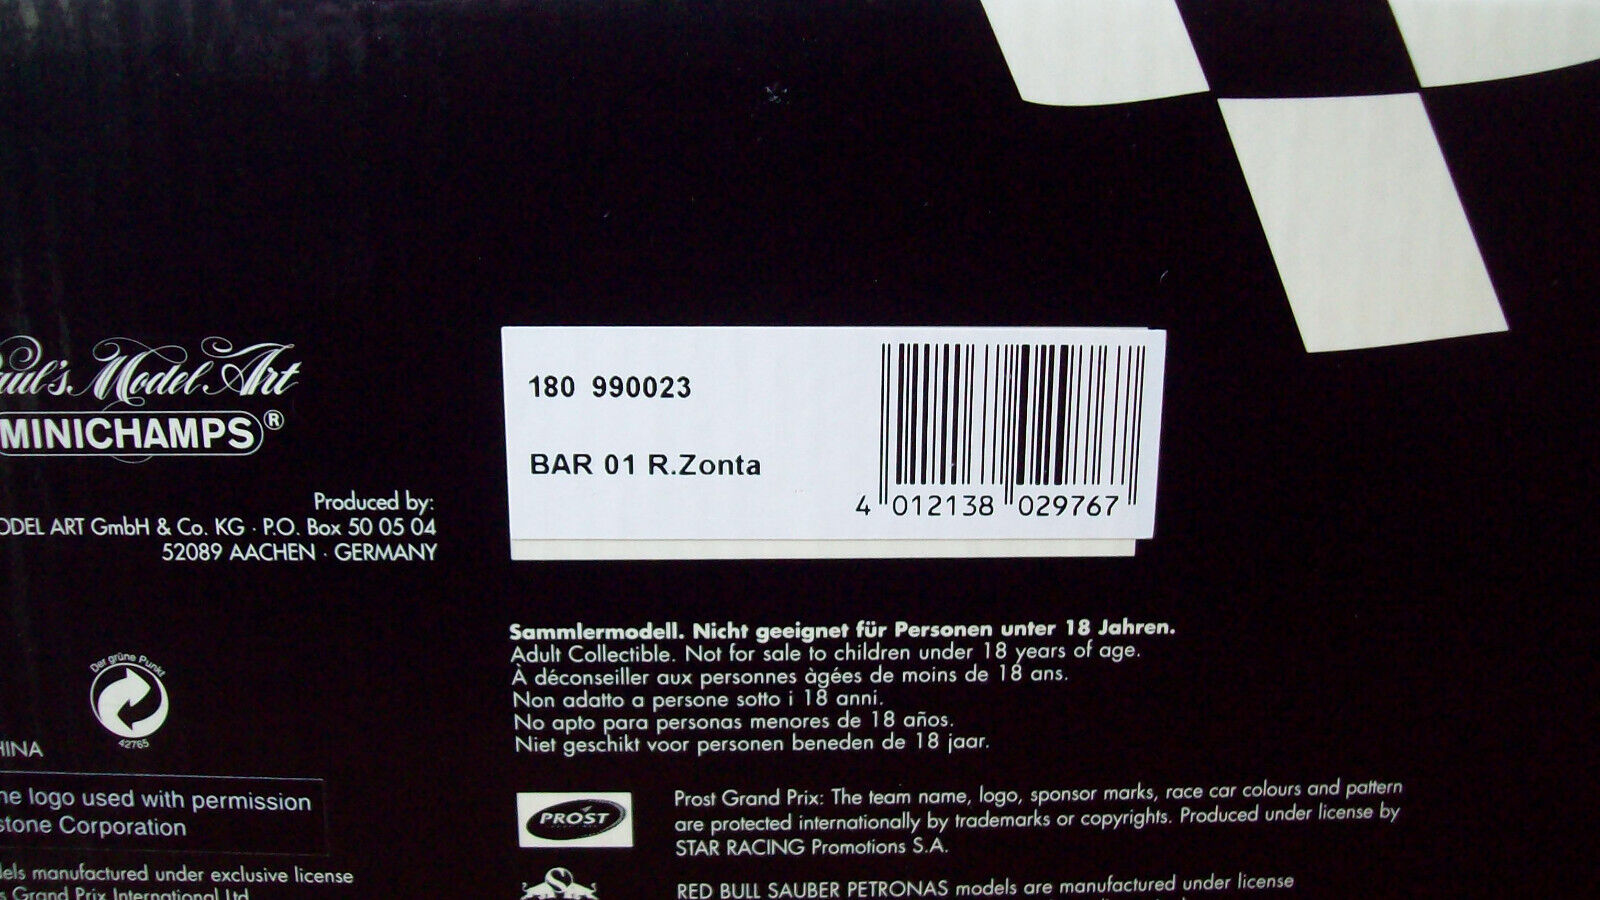 Model Art
MINICHAMPS®
Produced by:
ART GmbH & Co. KG · P.O. Box 50 05 04
52089 AACHEN · GERMANY
180 990023
BAR 01 R.Zonta
4 012138 029767
Sammlermodell. Nicht geeignet für Personen unter 18 Jahren.
Adult Collectible. Not for sale to children under 18 years of age.
À déconseiller aux personnes àgées de moins de 18 ans.
Non adatto a persone sotto i 18 anni.
No apto para personas menores de 18 años.
Niet geschikt voor personen beneden de 18 jaar.
Der grüne Punkt
42765
logo used with permission
Corporation
manufactured under exclusive license
Grand Prix International Ltd
PROST
Prost Grand Prix: The team name, logo, sponsor marks, race car colours and pattern
are protected internationally by trademarks or copyrights. Produced under license by
STAR RACING Promotions S.A.
RED BULL SAUBER PETRONAS models are manufactured under license